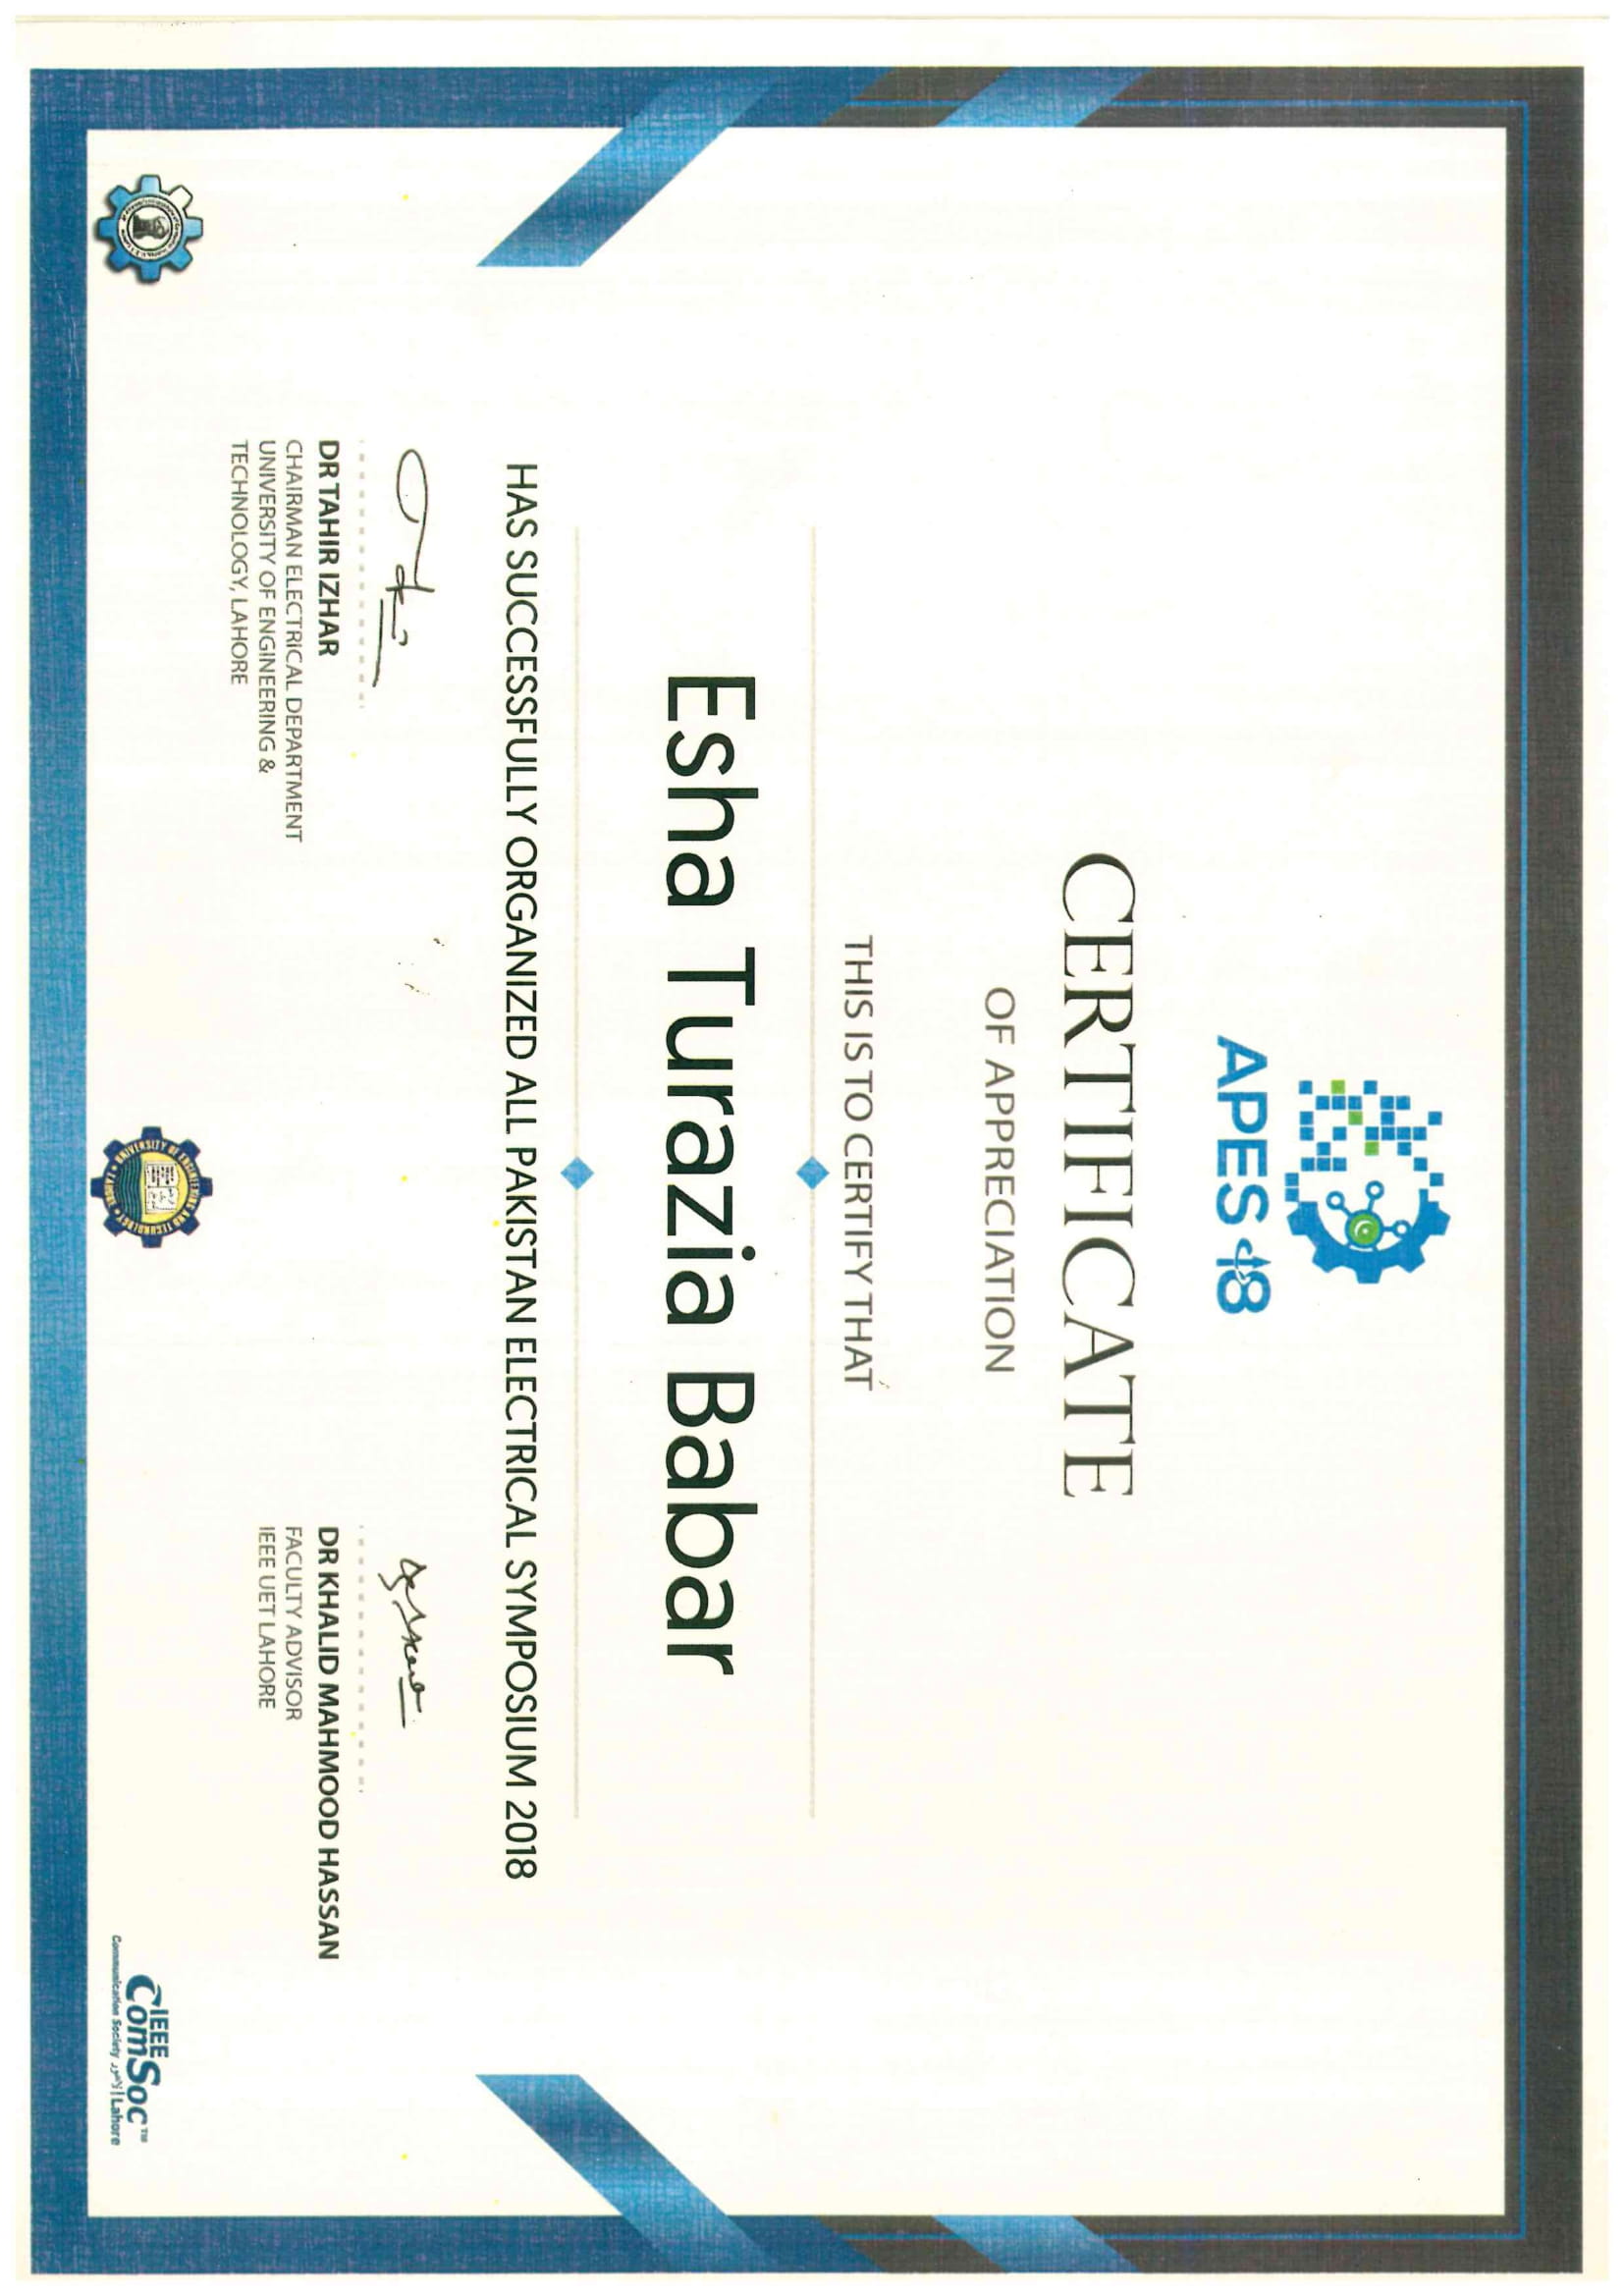 APES 18
CERTIFICATE
OF APPRECIATION
THIS IS TO CERTIFY THAT
Esha Turazia Babar
HAS SUCCESSFULLY ORGANIZED ALL PAKISTAN ELECTRICAL SYMPOSIUM 2018
DR TAHIR IZHAR
CHAIRMAN ELECTRICAL DEPARTMENT
UNIVERSITY OF ENGINEERING &
TECHNOLOGY, LAHORE
DR KHALID MAHMOOD HASSAN
FACULTY ADVISOR
IEEE UET LAHORE
UNIVERSITY OF ENGINEERING AND TECHNOLOGY
LAHORE
IEEE
ComSoc™
Communication Society لاہور | Lahore